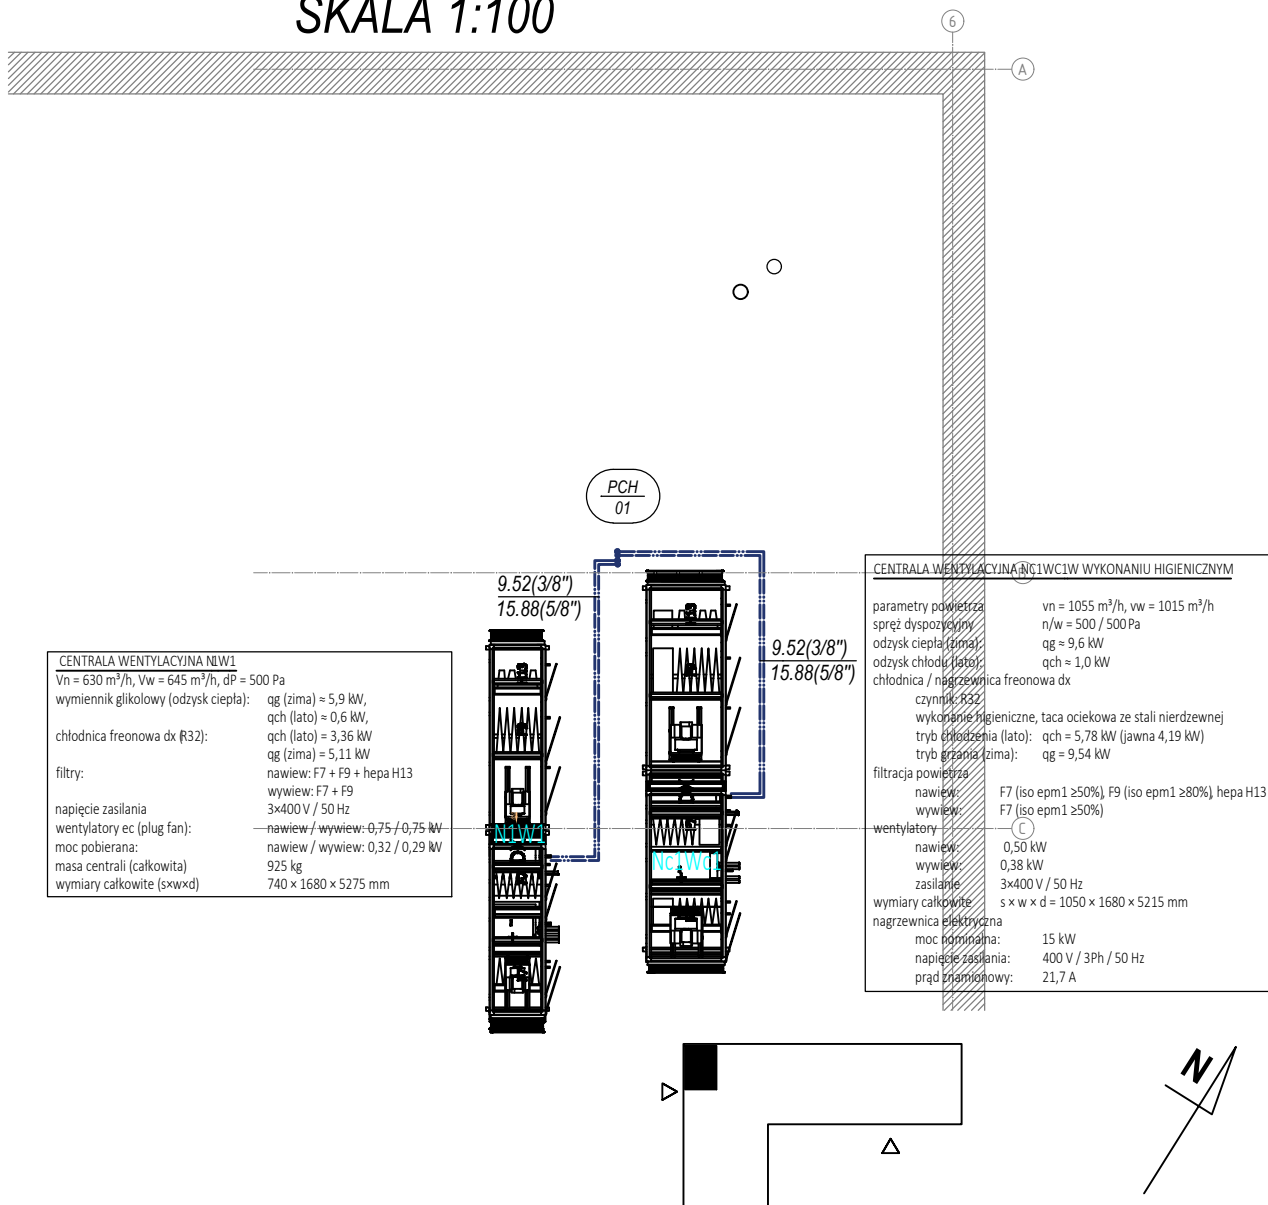 SKALA 1:100
6
A
PCH
01
9.52(3/8")
15.88(5/8")
9.52(3/8")
15.88(5/8")
CENTRALA WENTYLACYJNA N1W1
Vn = 630 m³/h, Vw = 645 m³/h, dP = 500 Pa
wymiennik glikolowy (odzysk ciepła): qg (zima) ≈ 5,9 kW,
qch (lato) ≈ 0,6 kW,
chłodnica freonowa dx (R32): qch (lato) = 3,36 kW
qg (zima) = 5,11 kW
filtry: nawiew: F7 + F9 + hepa H13
wywiew: F7 + F9
napięcie zasilania 3×400 V / 50 Hz
wentylatory ec (plug fan): nawiew / wywiew: 0,75 / 0,75 kW
moc pobierana: nawiew / wywiew: 0,32 / 0,29 kW
masa centrali (całkowita) 925 kg
wymiary całkowite (s×w×d) 740 × 1680 × 5275 mm
N1W1
Nc1Wc1
CENTRALA WENTYLACYJNA NC1WC1W WYKONANIU HIGIENICZNYM
parametry powietrza vn = 1055 m³/h, vw = 1015 m³/h
spręż dyspozycyjny n/w = 500 / 500 Pa
odzysk ciepła (zima): qg ≈ 9,6 kW
odzysk chłodu (lato): qch ≈ 1,0 kW
chłodnica / nagrzewnica freonowa dx
czynnik: R32
wykonanie higieniczne, taca ociekowa ze stali nierdzewnej
tryb chłodzenia (lato): qch = 5,78 kW (jawna 4,19 kW)
tryb grzania (zima): qg = 9,54 kW
filtracja powietrza
nawiew: F7 (iso epm1 ≥50%), F9 (iso epm1 ≥80%), hepa H13
wywiew: F7 (iso epm1 ≥50%)
wentylatory
nawiew: 0,50 kW
wywiew: 0,38 kW
zasilanie 3×400 V / 50 Hz
wymiary całkowite s × w × d = 1050 × 1680 × 5215 mm
nagrzewnica elektryczna
moc nominalna: 15 kW
napięcie zasilania: 400 V / 3Ph / 50 Hz
prąd znamionowy: 21,7 A
C
N